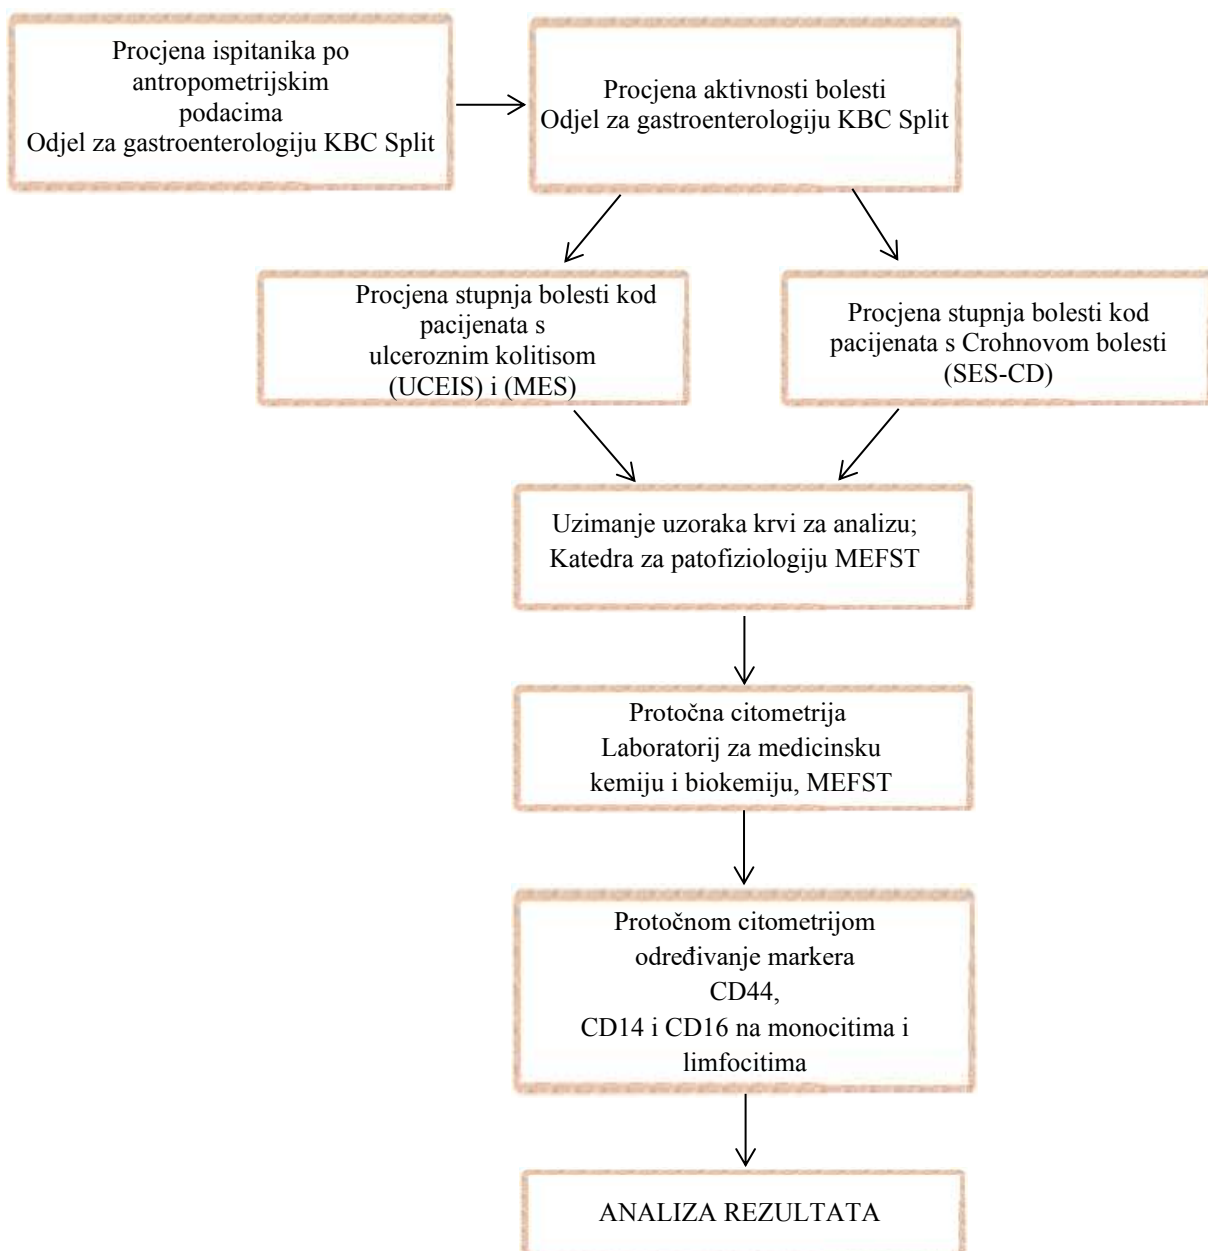 Procjena ispitanika po
antropometrijskim
podacima
Odjel za gastroenterologiju KBC Split
Procjena aktivnosti bolesti
Odjel za gastroenterologiju KBC Split
Procjena stupnja bolesti kod
pacijenata s
ulceroznim kolitisom
(UCEIS) i (MES)
Procjena stupnja bolesti kod
pacijenata s Crohnovom bolesti
(SES-CD)
Uzimanje uzoraka krvi za analizu;
Katedra za patofiziologiju MEFST
Protočna citometrija
Laboratorij za medicinsku
kemiju i biokemiju, MEFST
Protočnom citometrijom
određivanje markera
CD44,
CD14 i CD16 na monocitima i
limfocitima
ANALIZA REZULTATA